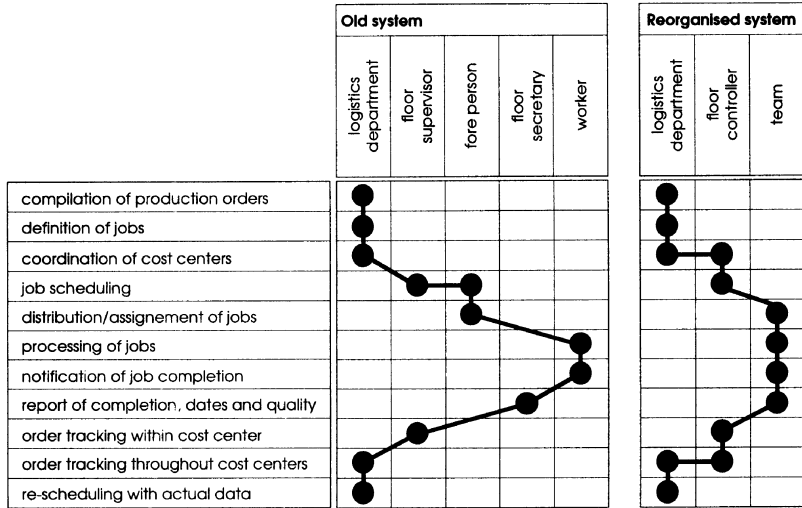 Old system
Reorganised system
logistics
department
floor
supervisor
fore person
floor
secretary
worker
logistics
department
floor
controller
team
compilation of production orders
definition of jobs
coordination of cost centers
job scheduling
distribution/assignement of jobs
processing of jobs
notification of job completion
report of completion, dates and quality
order tracking within cost center
order tracking throughout cost centers
re-scheduling with actual data